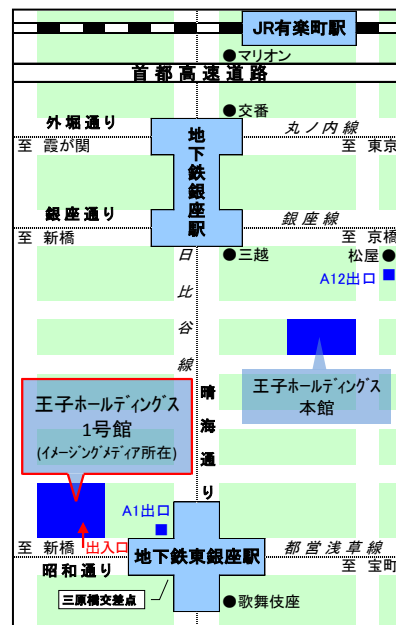 JR有楽町駅
●マリオン
首都高速道路
●交番
外堀通り
丸ノ内線
至 霞が関
至 東京
地下鉄銀座駅
銀座通り
銀座線
至 新橋
至 京橋
日比谷線
●三越
松屋●
A12出口
王子ホールディングス
本館
王子ホールディングス
1号館
(イメージングメディア所在)
晴海通り
A1出口
至 新橋
出入口
地下鉄東銀座駅
都営浅草線
昭和通り
至 宝町
三原橋交差点
●歌舞伎座